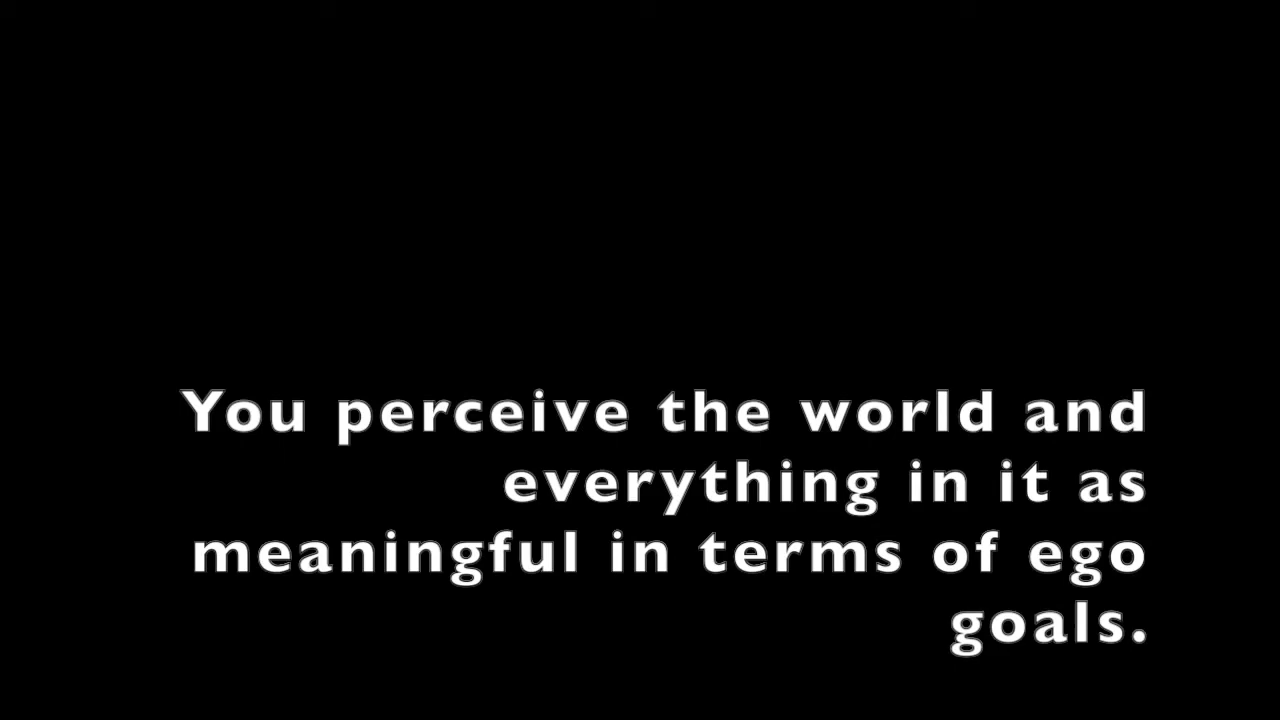 You perceive the world and
everything in it as
meaningful in terms of ego
goals.